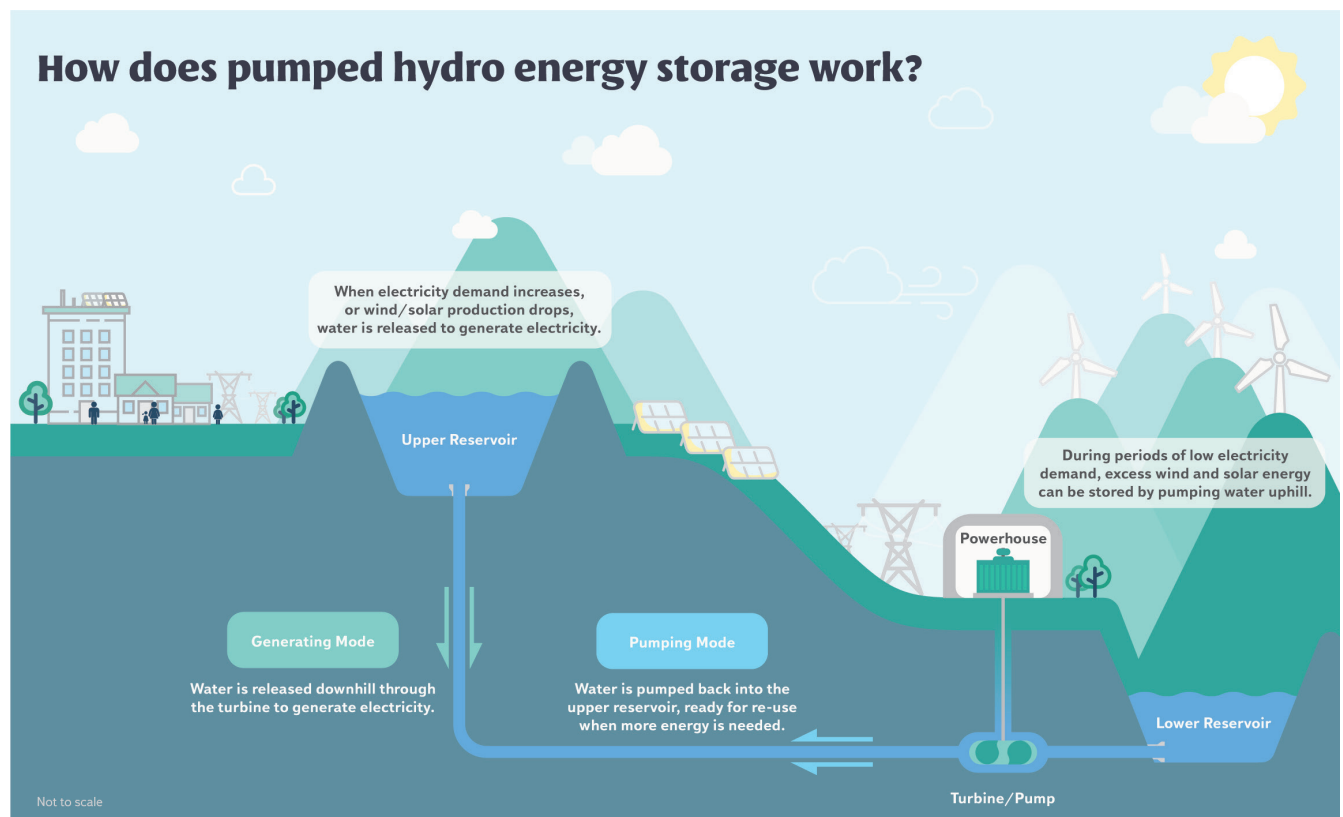 How does pumped hydro energy storage work?
When electricity demand increases,
or wind/solar production drops,
water is released to generate electricity.
Upper Reservoir
During periods of low electricity
demand, excess wind and solar energy
can be stored by pumping water uphill.
Powerhouse
Generating Mode
Water is released downhill through
the turbine to generate electricity.
Pumping Mode
Water is pumped back into the
upper reservoir, ready for re-use
when more energy is needed.
Lower Reservoir
Turbine/Pump
Not to scale